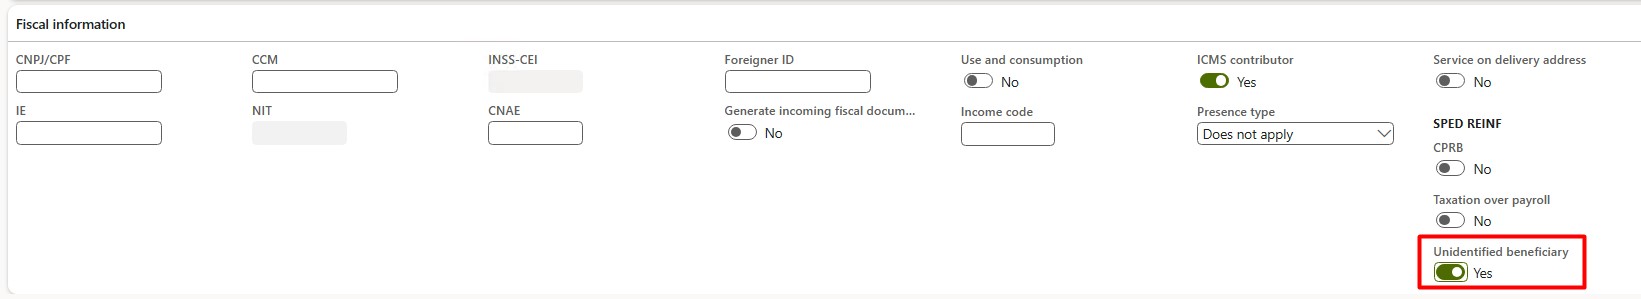 Fiscal information
CNPJ/CPF
CCM
INSS-CEI
Foreigner ID
Use and consumption
No
ICMS contributor
Yes
Service on delivery address
No
IE
NIT
CNAE
Generate incoming fiscal docum...
No
Income code
Presence type
Does not apply
SPED REINF
CPRB
No
Taxation over payroll
No
Unidentified beneficiary
Yes